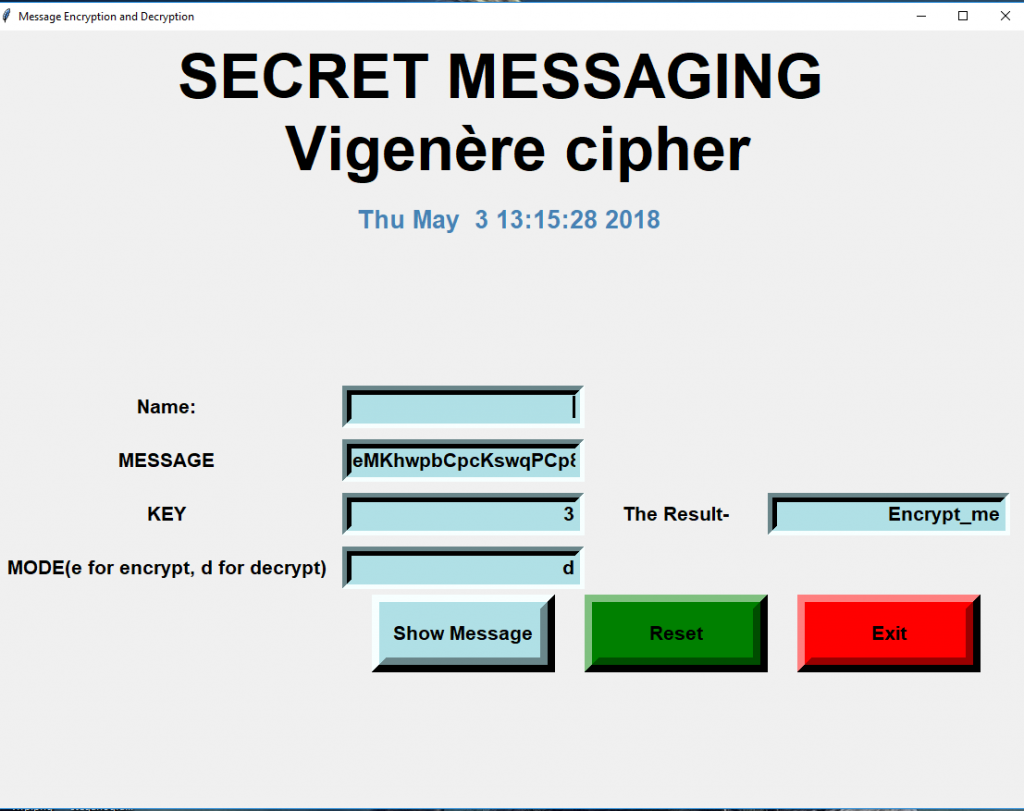 Message Encryption and Decryption
SECRET MESSAGING
Vigenère cipher
Thu May  3 13:15:28 2018
Name:
MESSAGE eMKhwpbCpcKswqPCp
KEY 3 The Result- Encrypt_me
MODE(e for encrypt, d for decrypt) d
Show Message Reset Exit